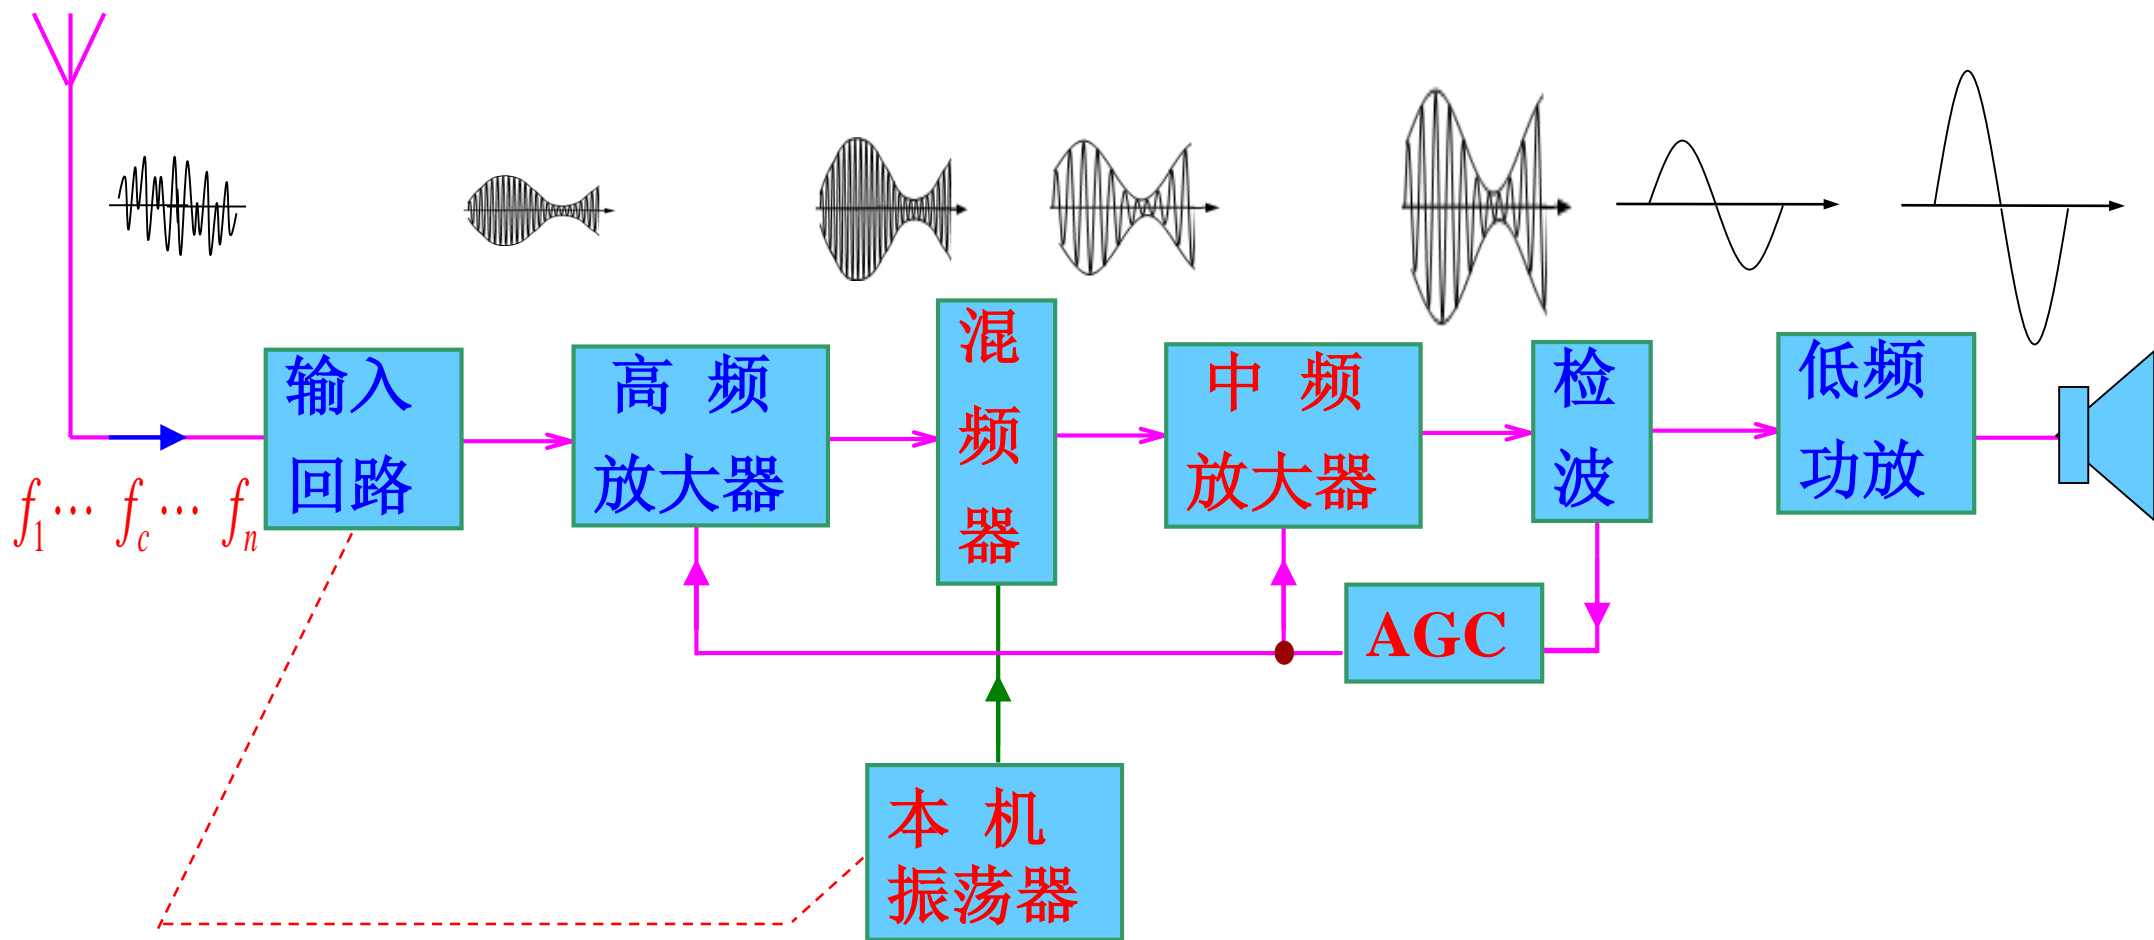 输入
回路
高 频
放大器
混
频
器
中 频
放大器
检
波
低频
功放
f1… fc… fn
AGC
本 机
振荡器